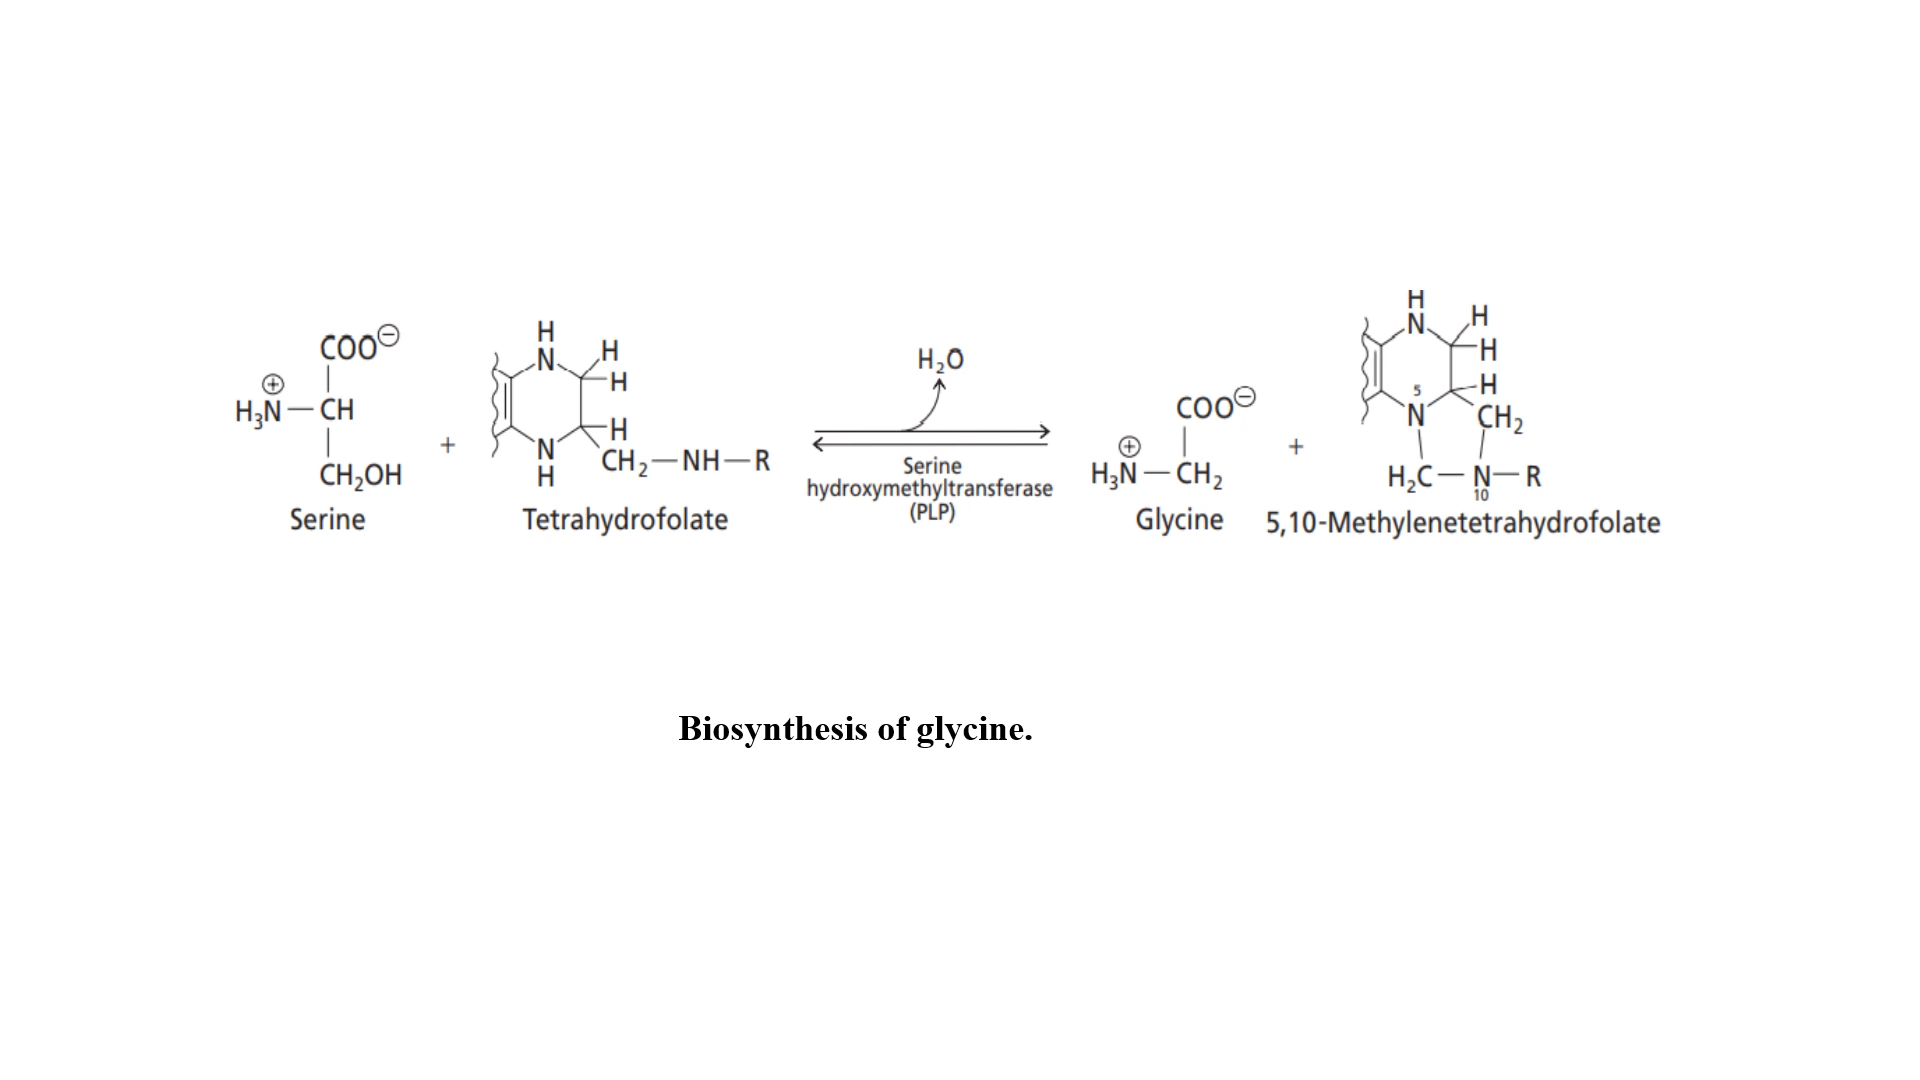 COO⊖
⊕
H₃N — CH
CH₂OH
Serine
+
H
N
H
H
H
N
H
CH₂—NH—R
Tetrahydrofolate
H₂O
Serine
hydroxymethyltransferase
(PLP)
COO⊖
⊕
H₃N — CH₂
Glycine
+
H
N
H
H
H
5
N
CH₂
H₂C — N — R
10
5,10-Methylenetetrahydrofolate
Biosynthesis of glycine.